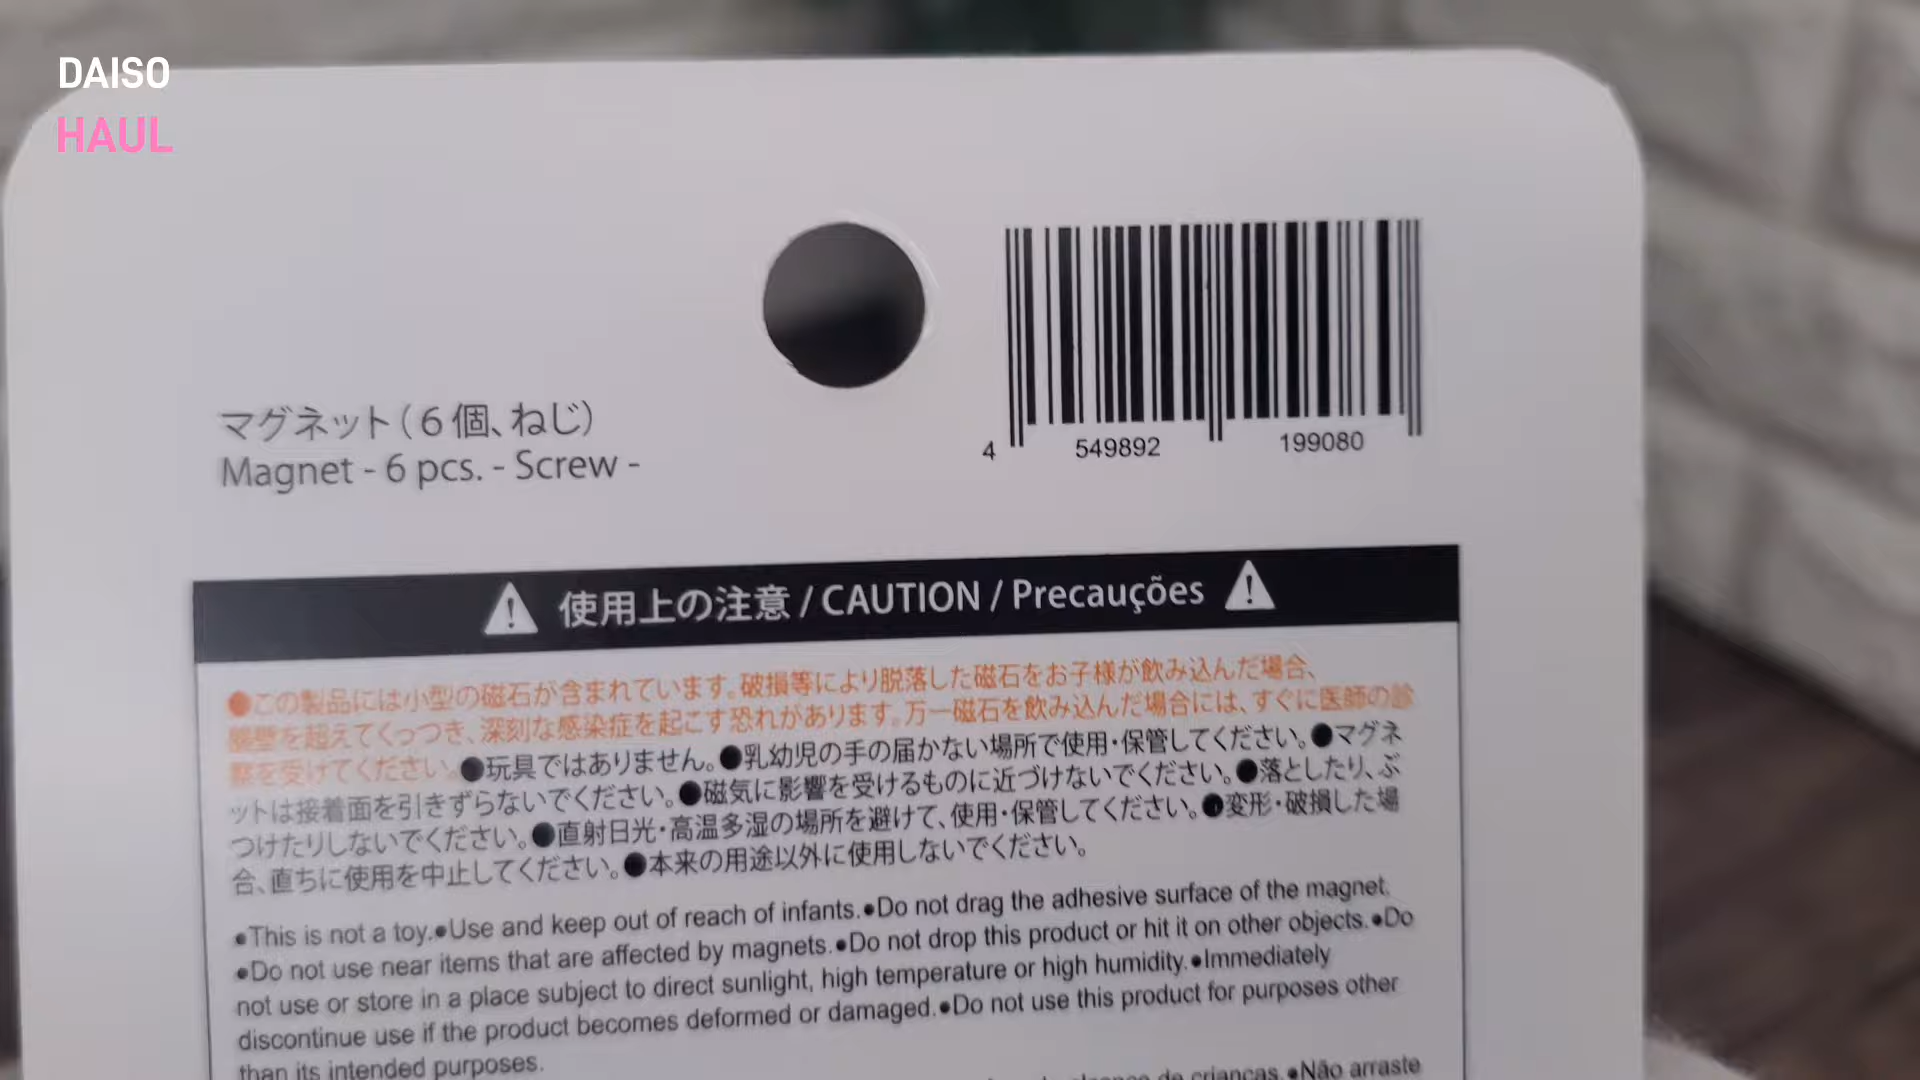 DAISO
HAUL
マグネット(6個、ねじ)
Magnet - 6 pcs. - Screw -
4 549892 199080
使用上の注意 / CAUTION / Precauções
●この製品には小型の磁石が含まれています。破損等により脱落した磁石をお子様が飲み込んだ場合、
腸壁を超えてくっつき、深刻な感染症を起こす恐れがあります。万一磁石を飲み込んだ場合には、すぐに医師の診
察を受けてください。●玩具ではありません。●乳幼児の手の届かない場所で使用・保管してください。●マグネ
ットは接着面を引きずらないでください。●磁気に影響を受けるものに近づけないでください。●落としたり、ぶ
つけたりしないでください。●直射日光・高温多湿の場所を避けて、使用・保管してください。●変形・破損した場
合、直ちに使用を中止してください。●本来の用途以外に使用しないでください。
●This is not a toy.●Use and keep out of reach of infants.●Do not drag the adhesive surface of the magnet.
●Do not use near items that are affected by magnets.●Do not drop this product or hit it on other objects.●Do
not use or store in a place subject to direct sunlight, high temperature or high humidity.●Immediately
discontinue use if the product becomes deformed or damaged.●Do not use this product for purposes other
than its intended purposes.
de crianças.●Não arraste